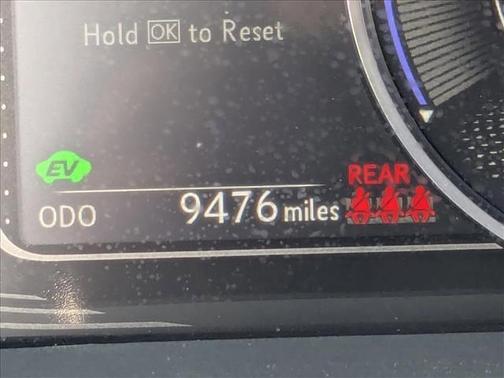 Hold OK to Reset
EV
REAR
ODO 9476 miles